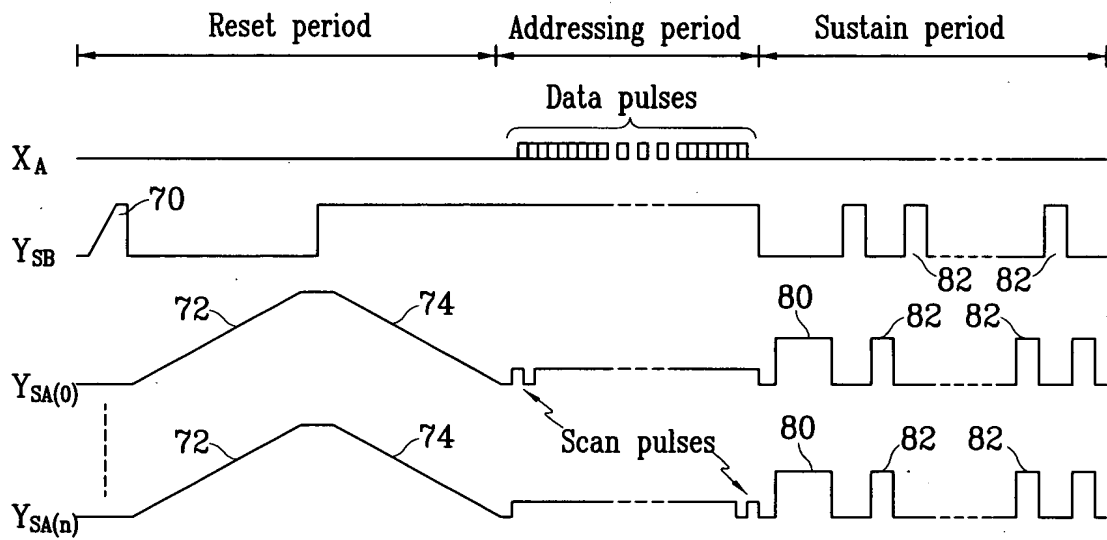 Reset period Addressing period Sustain period
Data pulses
X_A
70
Y_SB
82 82
72 74 80 82 82
Y_SA(0)
72 74 Scan pulses 80 82 82
Y_SA(n)